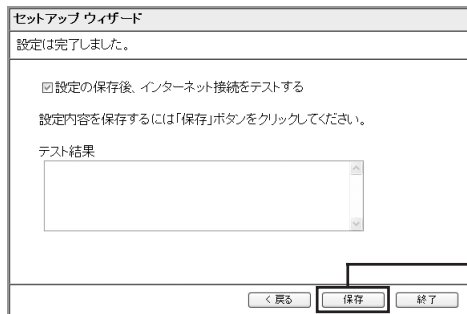 セットアップ ウィザード
設定は完了しました。
設定の保存後、インターネット接続をテストする
設定内容を保存するには「保存」ボタンをクリックしてください。
テスト結果
< 戻る 保存 終了